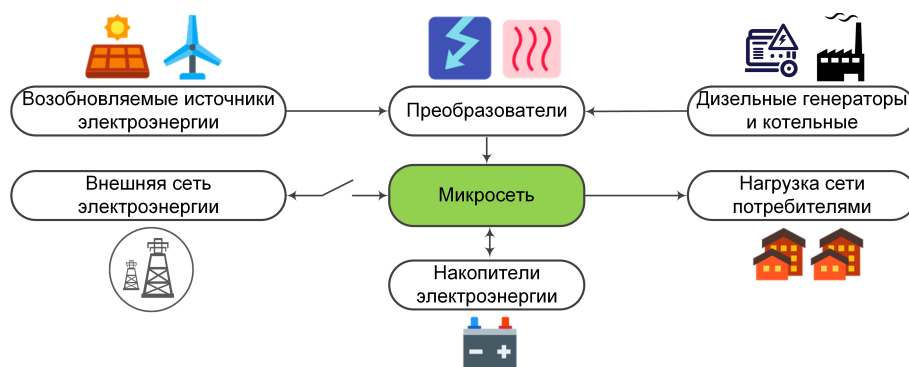 Возобновляемые источники
электроэнергии
Преобразователи
Дизельные генераторы
и котельные
Внешняя сеть
электроэнергии
Микросеть
Нагрузка сети
потребителями
Накопители
электроэнергии